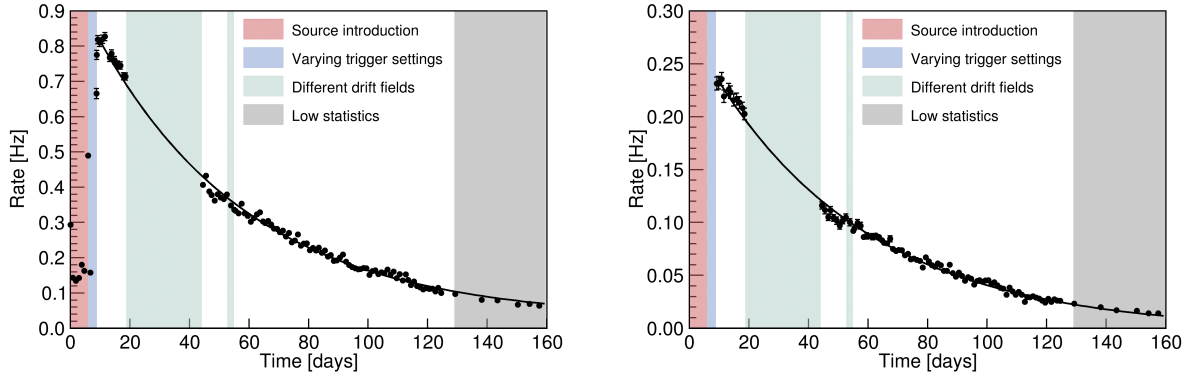 0.9
0.8
0.7
0.6
0.5
0.4
0.3
0.2
0.1
0.0
Rate [Hz]
Source introduction
Varying trigger settings
Different drift fields
Low statistics
0 20 40 60 80 100 120 140 160
Time [days]
0.30
0.25
0.20
0.15
0.10
0.05
0.00
Rate [Hz]
Source introduction
Varying trigger settings
Different drift fields
Low statistics
0 20 40 60 80 100 120 140 160
Time [days]